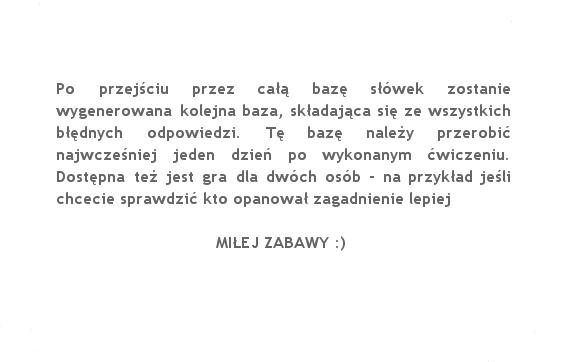 Po przejściu przez całą bazę słówek zostanie
wygenerowana kolejna baza, składająca się ze wszystkich
błędnych odpowiedzi. Tę bazę należy przerobić
najwcześniej jeden dzień po wykonanym ćwiczeniu.
Dostępna też jest gra dla dwóch osób - na przykład jeśli
chcecie sprawdzić kto opanował zagadnienie lepiej
MIŁEJ ZABAWY :)